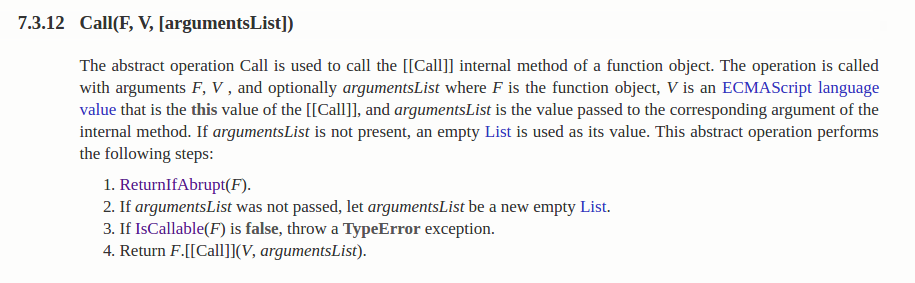 7.3.12 Call(F, V, [argumentsList])
The abstract operation Call is used to call the [[Call]] internal method of a function object. The operation is called
with arguments F, V , and optionally argumentsList where F is the function object, V is an ECMAScript language
value that is the this value of the [[Call]], and argumentsList is the value passed to the corresponding argument of the
internal method. If argumentsList is not present, an empty List is used as its value. This abstract operation performs
the following steps:
1. ReturnIfAbrupt(F).
2. If argumentsList was not passed, let argumentsList be a new empty List.
3. If IsCallable(F) is false, throw a TypeError exception.
4. Return F.[[Call]](V, argumentsList).